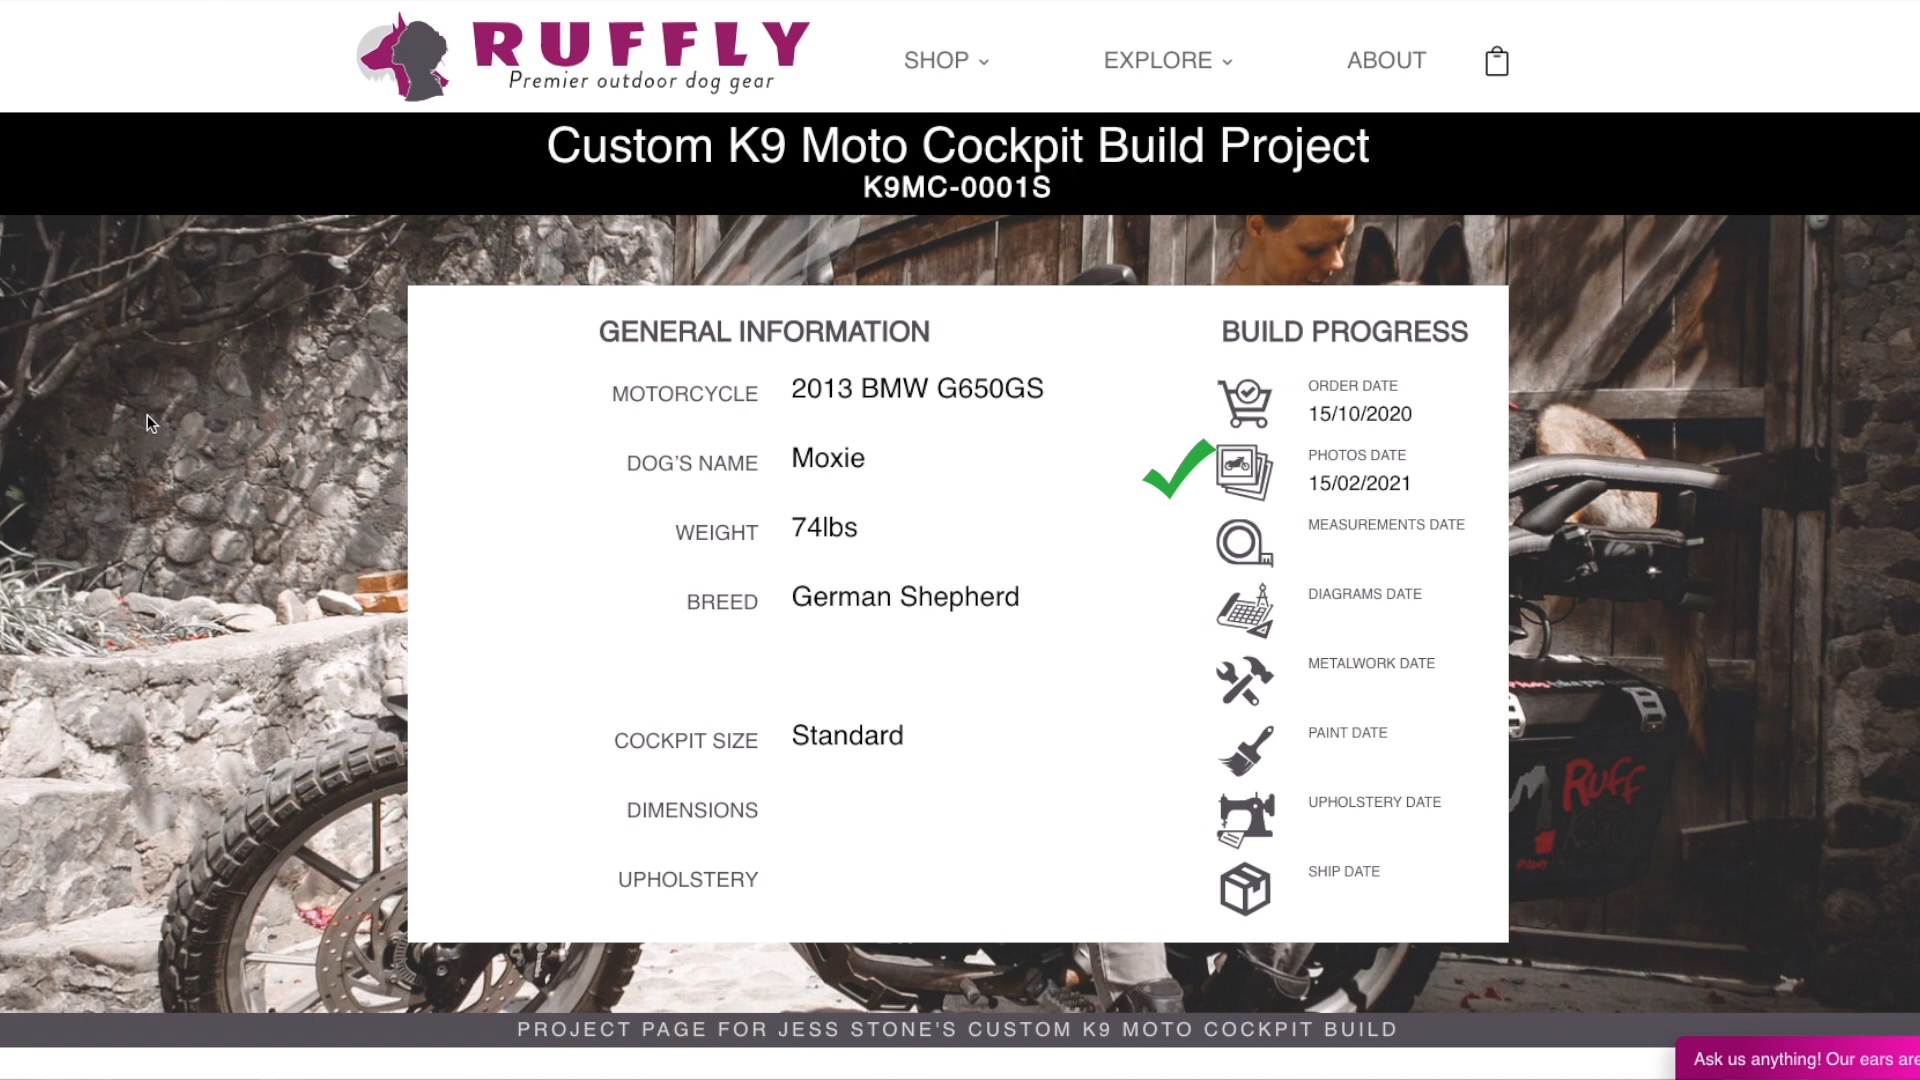 RUFFLY
Premier outdoor dog gear
SHOP
EXPLORE
ABOUT
Custom K9 Moto Cockpit Build Project
K9MC-0001S
GENERAL INFORMATION
MOTORCYCLE 2013 BMW G650GS
DOG'S NAME Moxie
WEIGHT 74lbs
BREED German Shepherd
COCKPIT SIZE Standard
DIMENSIONS
UPHOLSTERY
BUILD PROGRESS
ORDER DATE
15/10/2020
PHOTOS DATE
15/02/2021
MEASUREMENTS DATE
DIAGRAMS DATE
METALWORK DATE
PAINT DATE
UPHOLSTERY DATE
SHIP DATE
Ruff
PROJECT PAGE FOR JESS STONE'S CUSTOM K9 MOTO COCKPIT BUILD
Ask us anything! Our ears are